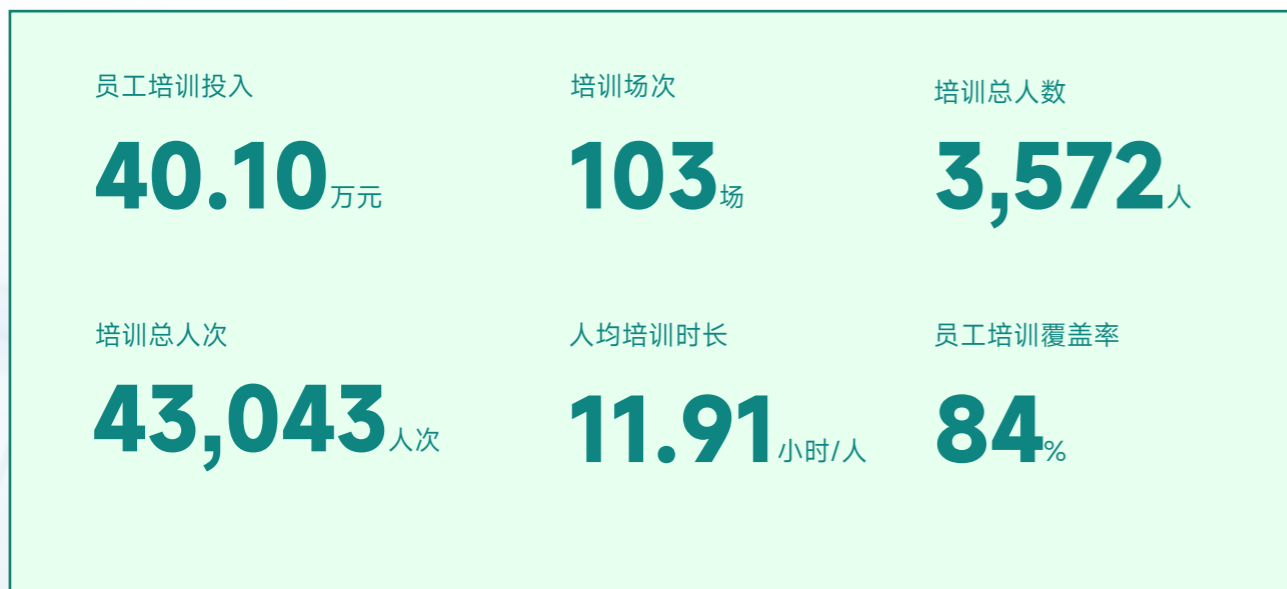 员工培训投入
40.10万元
培训场次
103场
培训总人数
3,572人
培训总人次
43,043人次
人均培训时长
11.91小时/人
员工培训覆盖率
84%